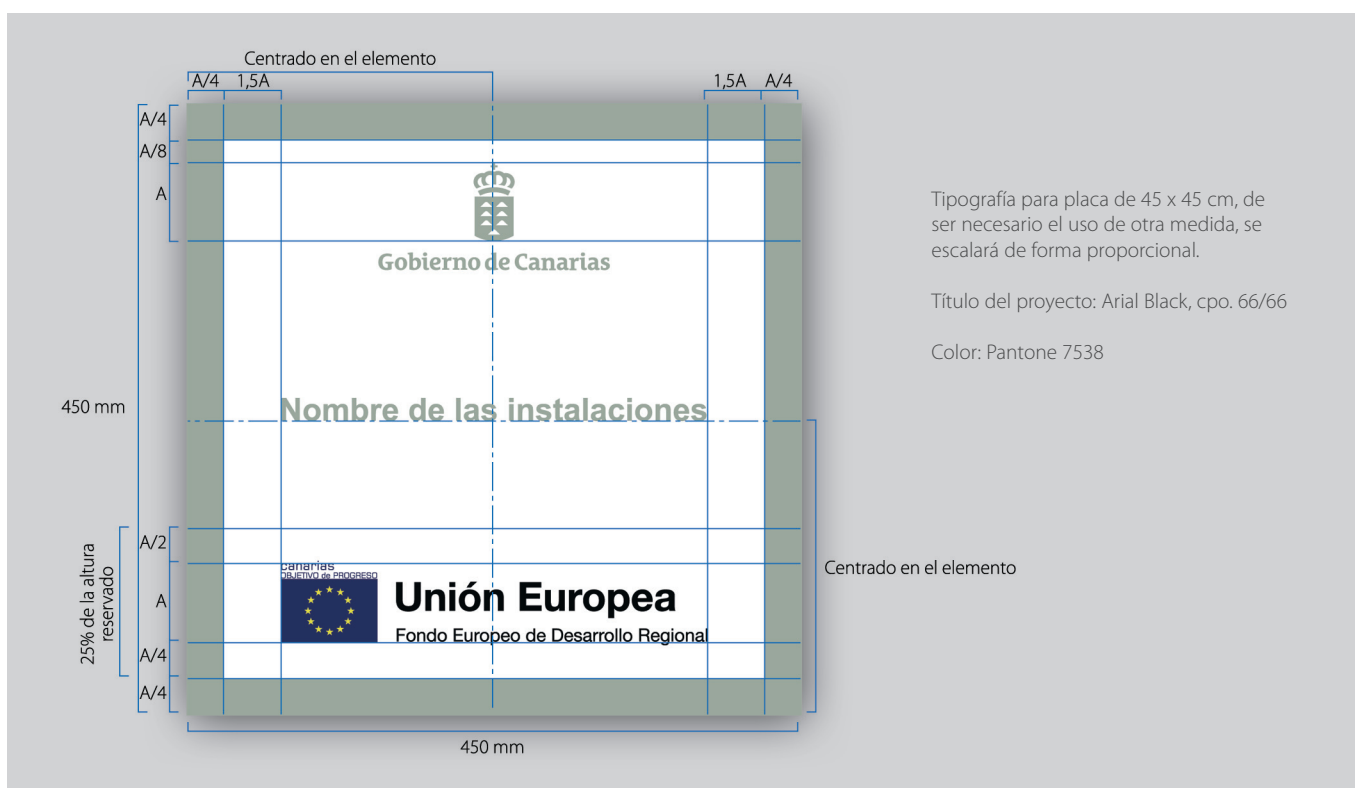 Centrado en el elemento
A/4 1,5A
1,5A A/4
A/4
A/8
A
Gobierno de Canarias
Tipografía para placa de 45 x 45 cm, de
ser necesario el uso de otra medida, se
escalará de forma proporcional.
Título del proyecto: Arial Black, cpo. 66/66
Color: Pantone 7538
450 mm
Nombre de las instalaciones
25% de la altura
reservado
A/2
A
A/4
A/4
canarias
OBJETIVO de PROGRESO
Unión Europea
Fondo Europeo de Desarrollo Regional
Centrado en el elemento
450 mm